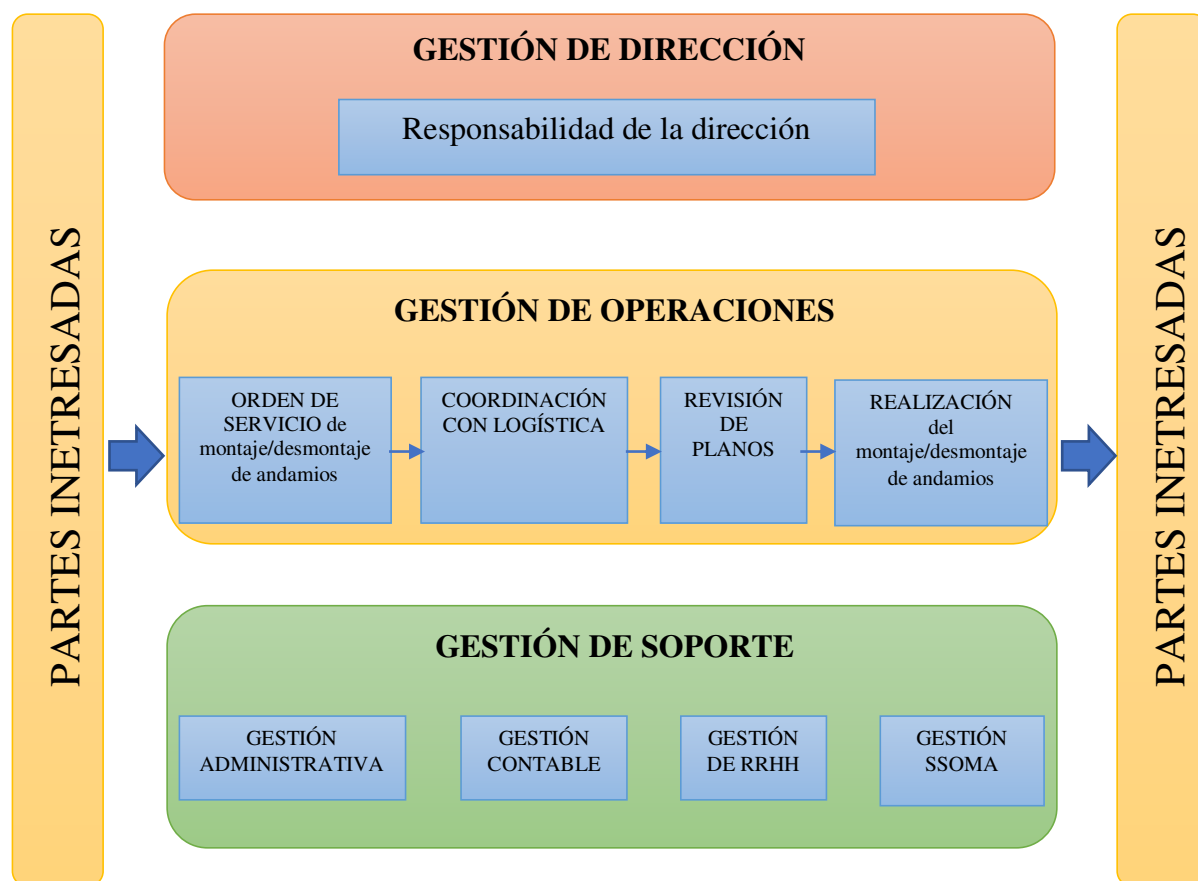 PARTES INETRESADAS
GESTIÓN DE DIRECCIÓN
Responsabilidad de la dirección
GESTIÓN DE OPERACIONES
ORDEN DE
SERVICIO de
montaje/desmontaje
de andamios
COORDINACIÓN
CON LOGÍSTICA
REVISIÓN
DE
PLANOS
REALIZACIÓN
del
montaje/desmontaje
de andamios
GESTIÓN DE SOPORTE
GESTIÓN
ADMINISTRATIVA
GESTIÓN
CONTABLE
GESTIÓN
DE RRHH
GESTIÓN
SSOMA
PARTES INETRESADAS